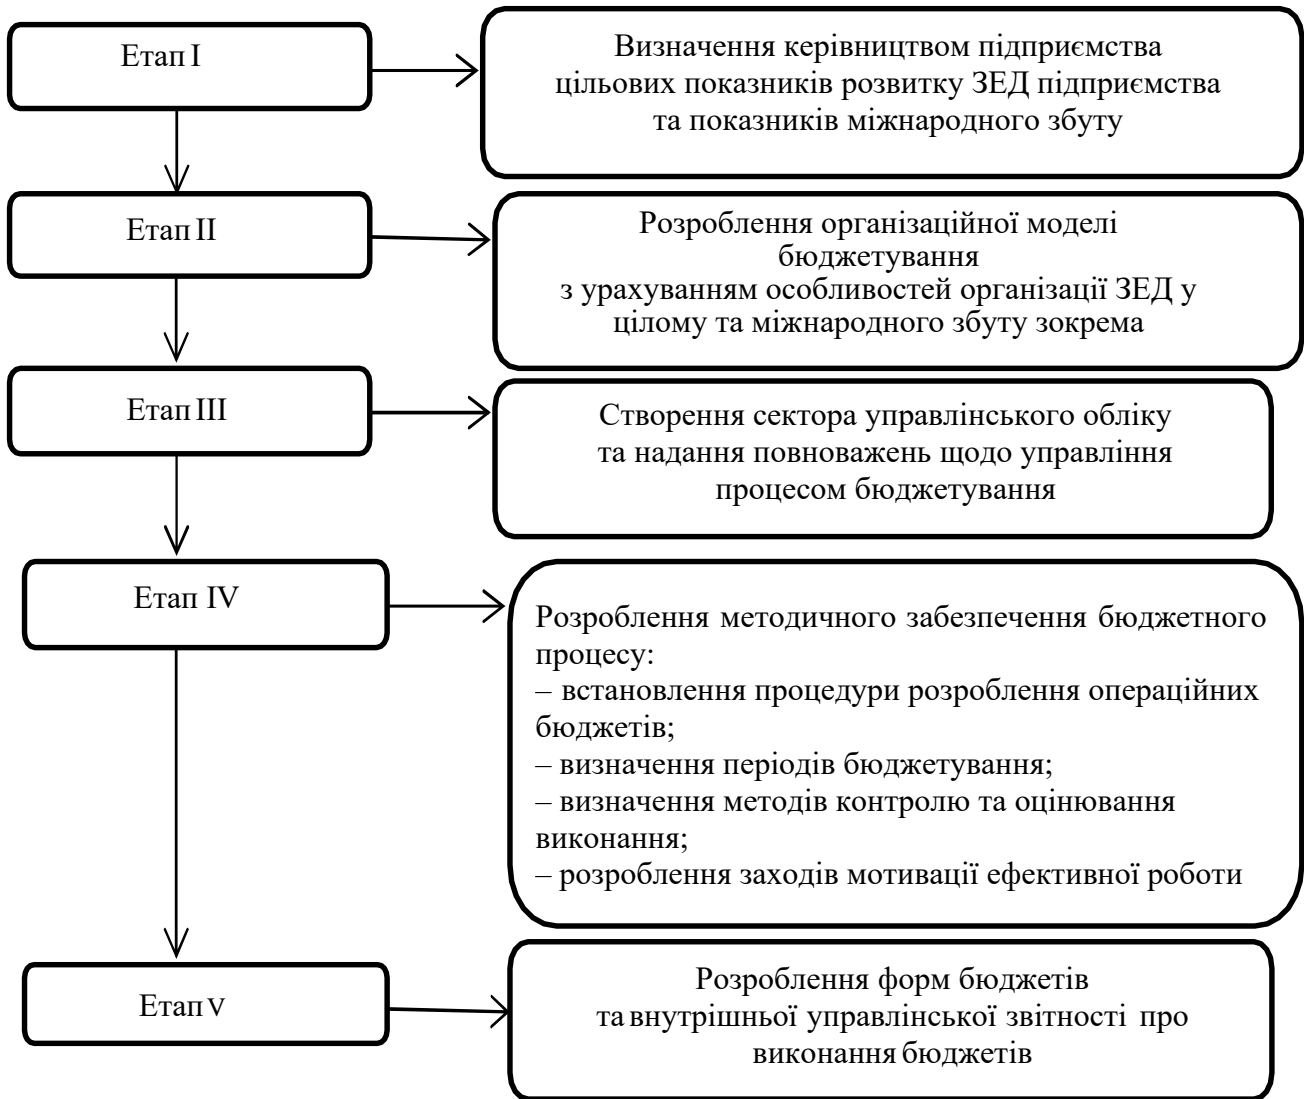 Етап I
Визначення керівництвом підприємства
цільових показників розвитку ЗЕД підприємства
та показників міжнародного збуту
Етап II
Розроблення організаційної моделі
бюджетування
з урахуванням особливостей організації ЗЕД у
цілому та міжнародного збуту зокрема
Етап III
Створення сектора управлінського обліку
та надання повноважень щодо управління
процесом бюджетування
Етап IV
Розроблення методичного забезпечення бюджетного
процесу:
– встановлення процедури розроблення операційних
бюджетів;
– визначення періодів бюджетування;
– визначення методів контролю та оцінювання
виконання;
– розроблення заходів мотивації ефективної роботи
Етап V
Розроблення форм бюджетів
та внутрішньої управлінської звітності про
виконання бюджетів